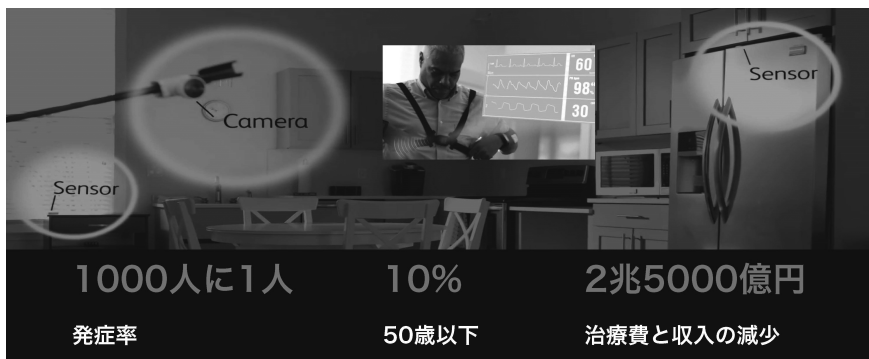 Camera
Sensor
Sensor
60
98
30
1000人に1人
10%
2兆5000億円
発症率
50歳以下
治療費と収入の減少